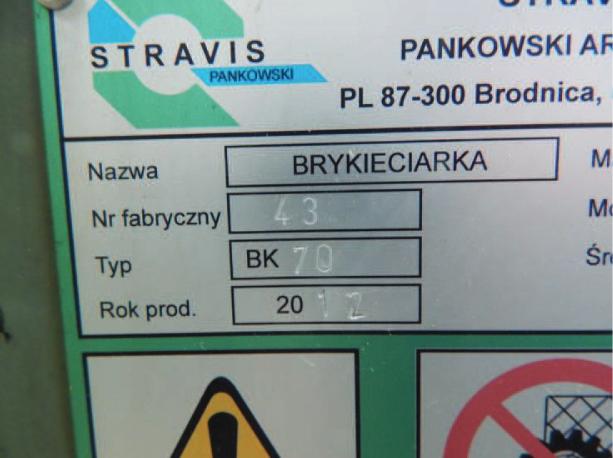 STRAVIS
PANKOWSKI
PANKOWSKI AR
PL 87-300 Brodnica,
Nazwa BRYKIECIARKA
Nr fabryczny 43
Typ BK 70
Rok prod. 2012